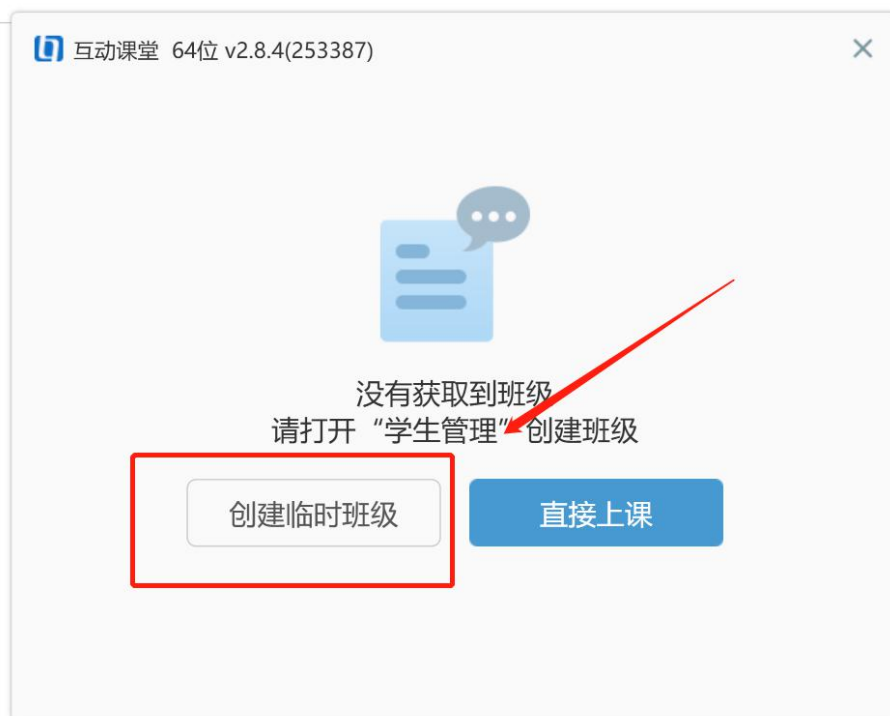 互动课堂 64位 v2.8.4(253387)
没有获取到班级
请打开“学生管理”创建班级
创建临时班级
直接上课